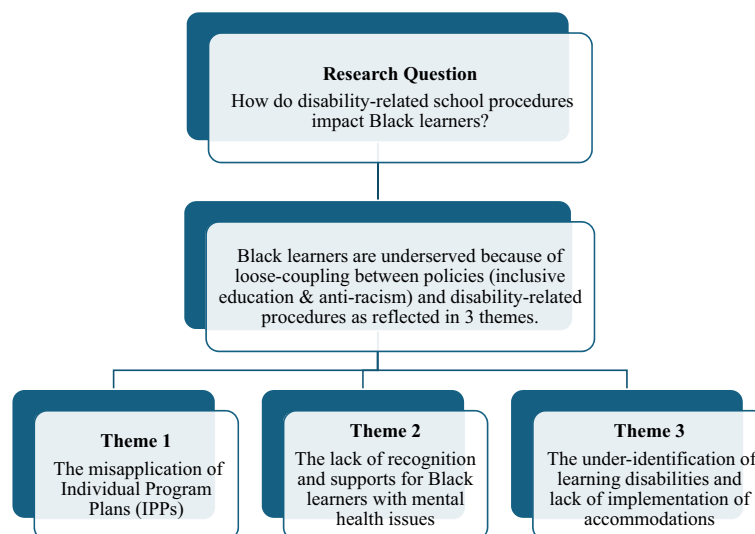 Research Question
How do disability-related school procedures
impact Black learners?
Black learners are underserved because of
loose-coupling between policies (inclusive
education & anti-racism) and disability-related
procedures as reflected in 3 themes.
Theme 1
The misapplication of
Individual Program
Plans (IPPs)
Theme 2
The lack of recognition
and supports for Black
learners with mental
health issues
Theme 3
The under-identification of
learning disabilities and
lack of implementation of
accommodations